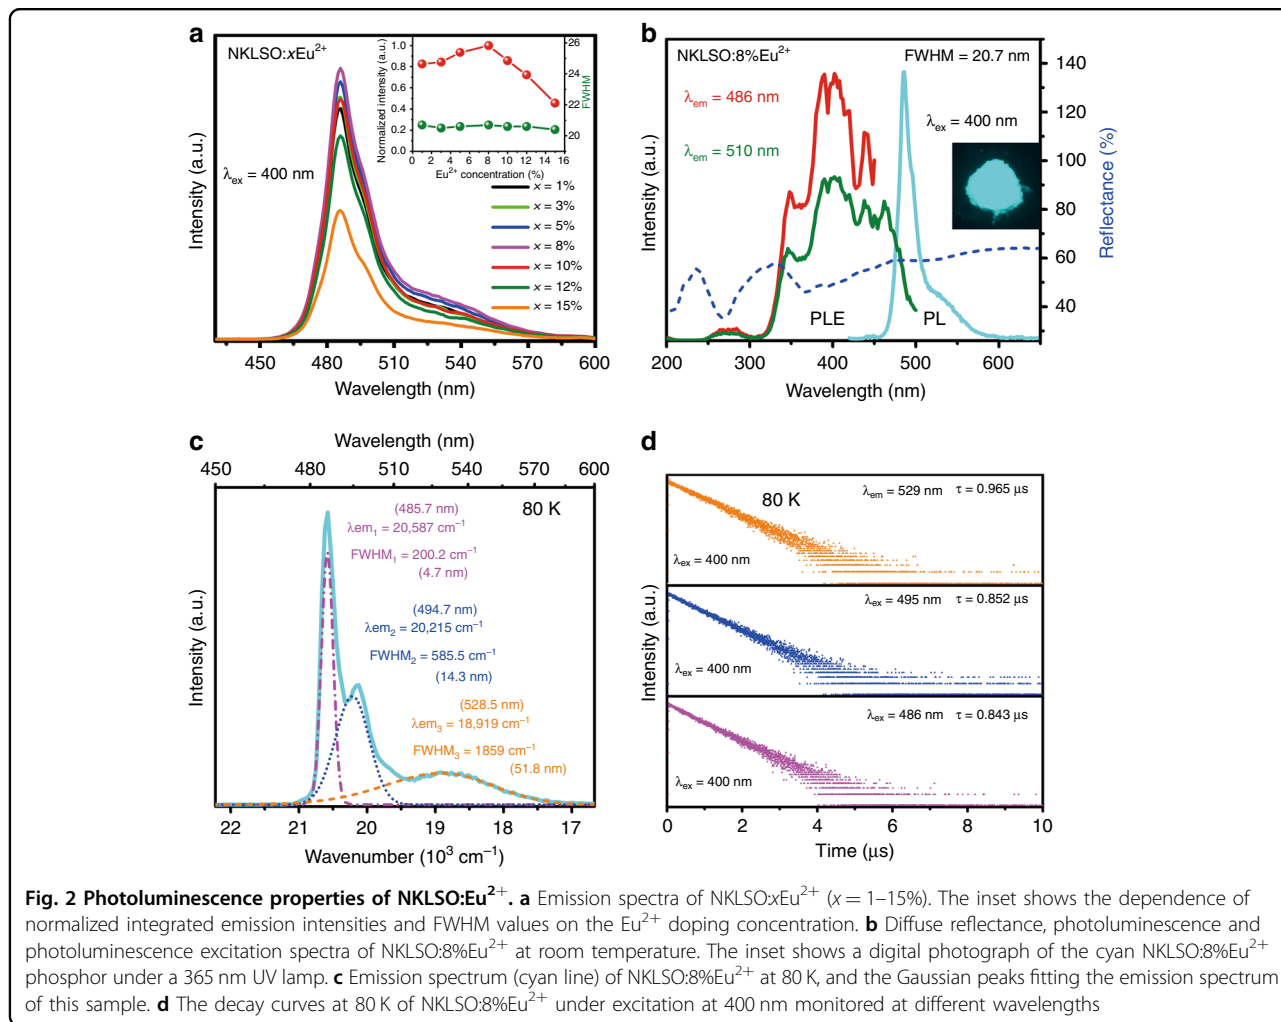 a
NKLSO:xEu²⁺
λex = 400 nm
Intensity (a.u.)
450 480 510 540 570 600
Wavelength (nm)
Normalized intensity (a.u.)
1.0
0.8
0.6
0.4
0.2
0.0
FWHM
26
24
22
20
0 2 4 6 8 10 12 14 16
Eu²⁺ concentration (%)
x = 1%
x = 3%
x = 5%
x = 8%
x = 10%
x = 12%
x = 15%
b
NKLSO:8%Eu²⁺
FWHM = 20.7 nm
λem = 486 nm
λem = 510 nm
λex = 400 nm
PLE
PL
Intensity (a.u.)
200 300 400 500 600
Wavelength (nm)
Reflectance (%)
140
120
100
80
60
40
c
Wavelength (nm)
450 480 510 540 570 600
80 K
(485.7 nm)
λem₁ = 20,587 cm⁻¹
FWHM₁ = 200.2 cm⁻¹
(4.7 nm)
(494.7 nm)
λem₂ = 20,215 cm⁻¹
FWHM₂ = 585.5 cm⁻¹
(14.3 nm)
(528.5 nm)
λem₃ = 18,919 cm⁻¹
FWHM₃ = 1859 cm⁻¹
(51.8 nm)
Intensity (a.u.)
22 21 20 19 18 17
Wavenumber (10³ cm⁻¹)
d
80 K
λem = 529 nm τ = 0.965 μs
λex = 400 nm
λex = 495 nm τ = 0.852 μs
λex = 400 nm
λex = 486 nm τ = 0.843 μs
λex = 400 nm
Intensity (a.u.)
0 2 4 6 8 10
Time (μs)
Fig. 2 Photoluminescence properties of NKLSO:Eu²⁺. a Emission spectra of NKLSO:xEu²⁺ (x = 1–15%). The inset shows the dependence of
normalized integrated emission intensities and FWHM values on the Eu²⁺ doping concentration. b Diffuse reflectance, photoluminescence and
photoluminescence excitation spectra of NKLSO:8%Eu²⁺ at room temperature. The inset shows a digital photograph of the cyan NKLSO:8%Eu²⁺
phosphor under a 365 nm UV lamp. c Emission spectrum (cyan line) of NKLSO:8%Eu²⁺ at 80 K, and the Gaussian peaks fitting the emission spectrum
of this sample. d The decay curves at 80 K of NKLSO:8%Eu²⁺ under excitation at 400 nm monitored at different wavelengths